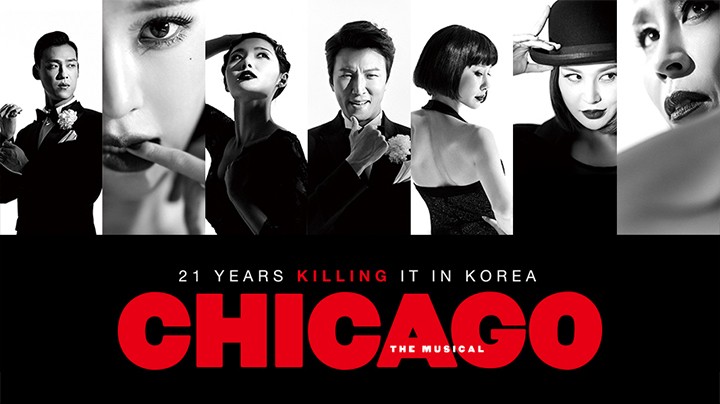 21 YEARS KILLING IT IN KOREA
CHICAGO
THE MUSICAL